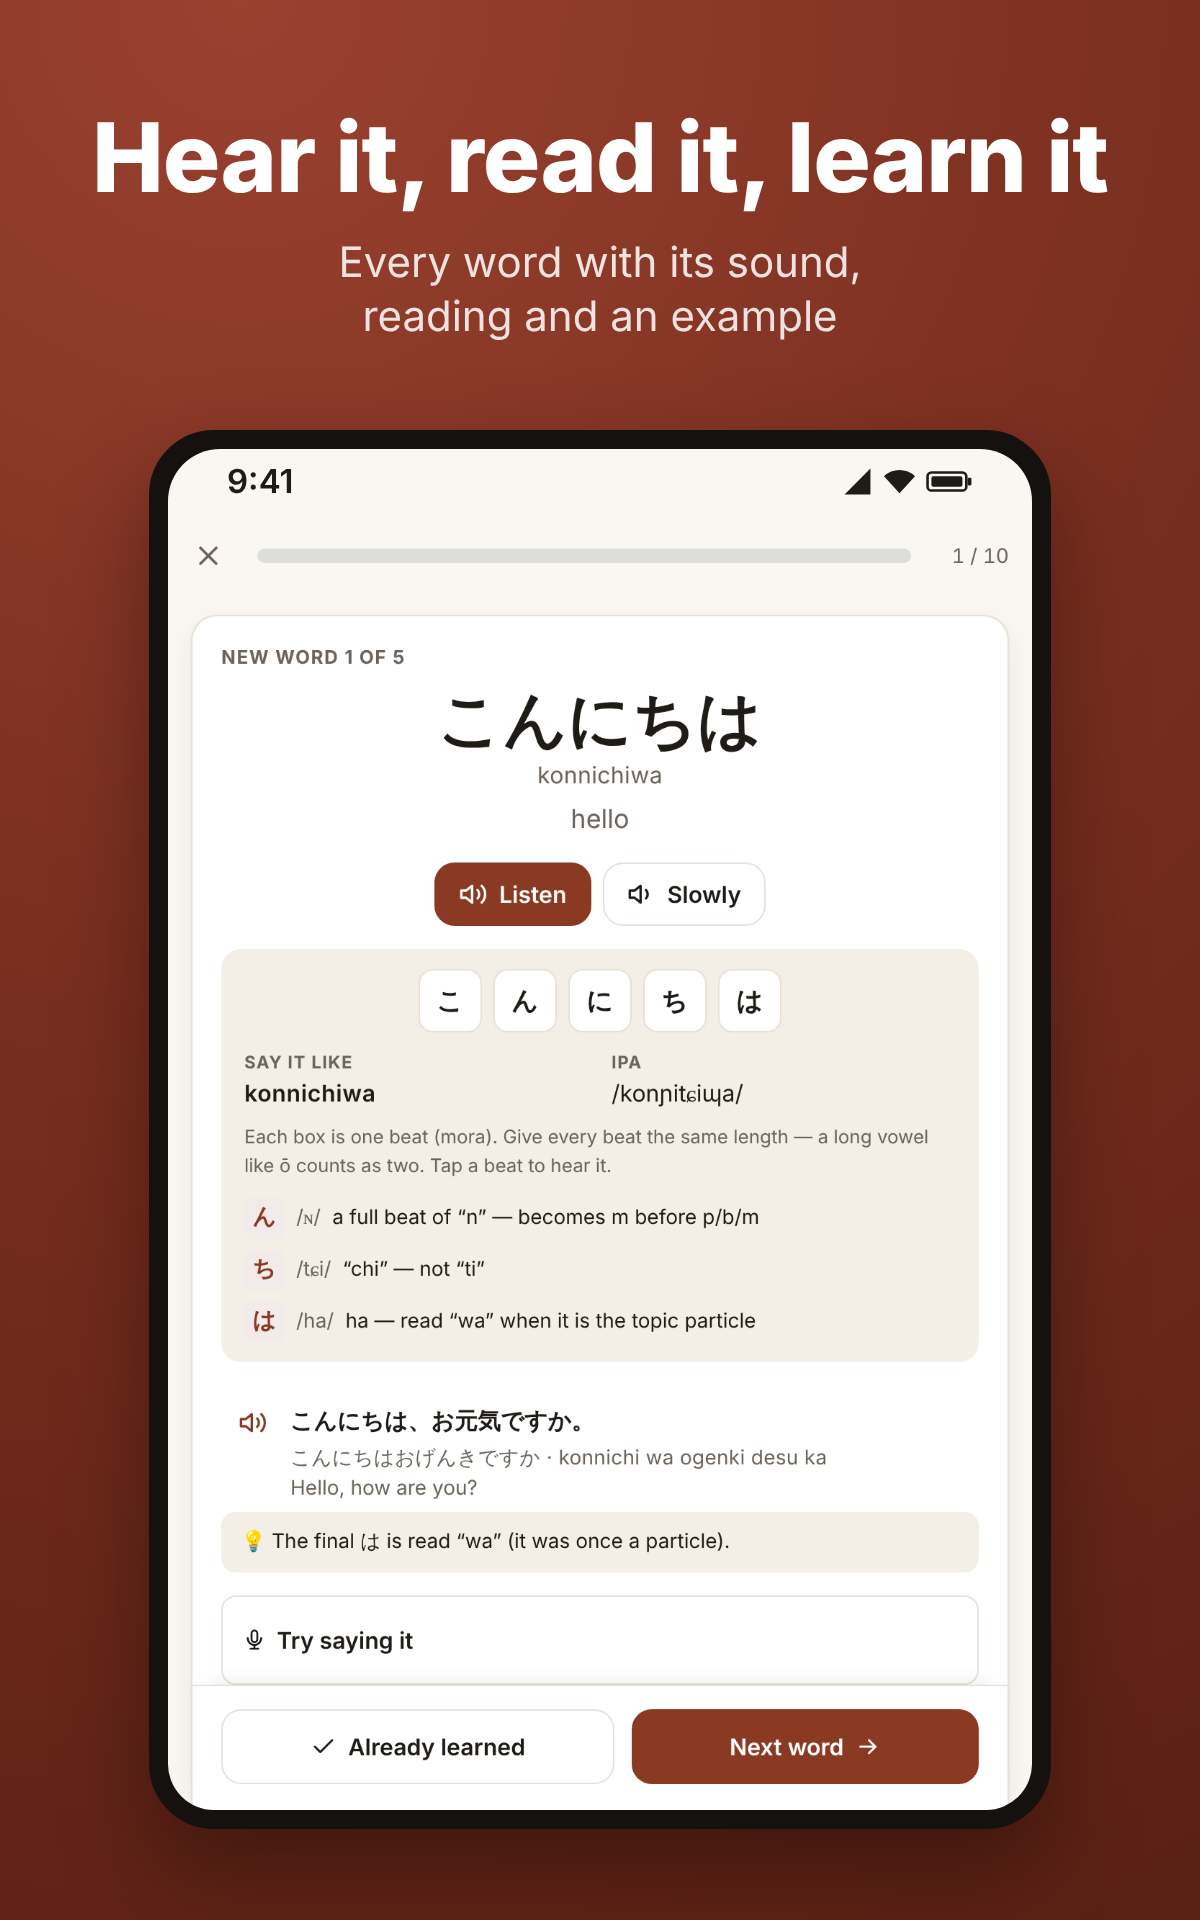 Hear it, read it, learn it
Every word with its sound,
reading and an example
9:41
1 / 10
NEW WORD 1 OF 5
こんにちは
konnichiwa
hello
Listen
Slowly
こ ん に ち は
SAY IT LIKE
konnichiwa
IPA
/konɲitɕiɰa/
Each box is one beat (mora). Give every beat the same length — a long vowel
like ō counts as two. Tap a beat to hear it.
ん /ɴ/ a full beat of “n” — becomes m before p/b/m
ち /tɕi/ “chi” — not “ti”
は /ha/ ha — read “wa” when it is the topic particle
こんにちは、お元気ですか。
こんにちはおげんきですか · konnichi wa ogenki desu ka
Hello, how are you?
💡 The final は is read “wa” (it was once a particle).
Try saying it
Already learned
Next word →